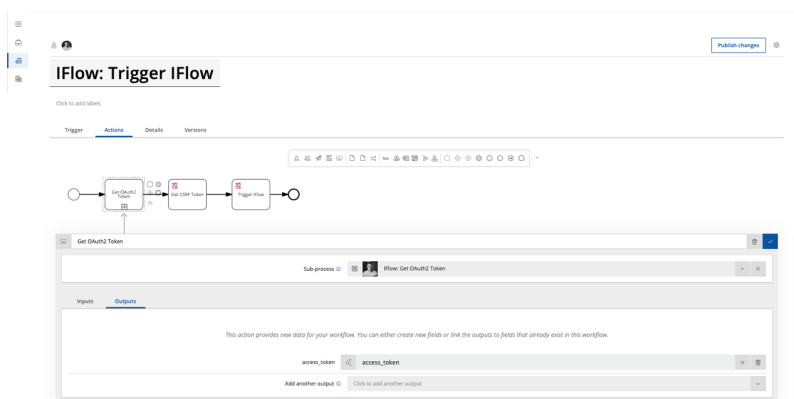 Publish changes
IFlow: Trigger IFlow
Click to add labels
Trigger Actions Details Versions
Get OAuth2 Token
Get CSRF Token
Trigger IFlow
Get OAuth2 Token
Sub-process
IFlow: Get OAuth2 Token
Inputs Outputs
This action provides new data for your workflow. You can either create new fields or link the outputs to fields that already exist in this workflow.
access_token access_token
Add another output Click to add another output